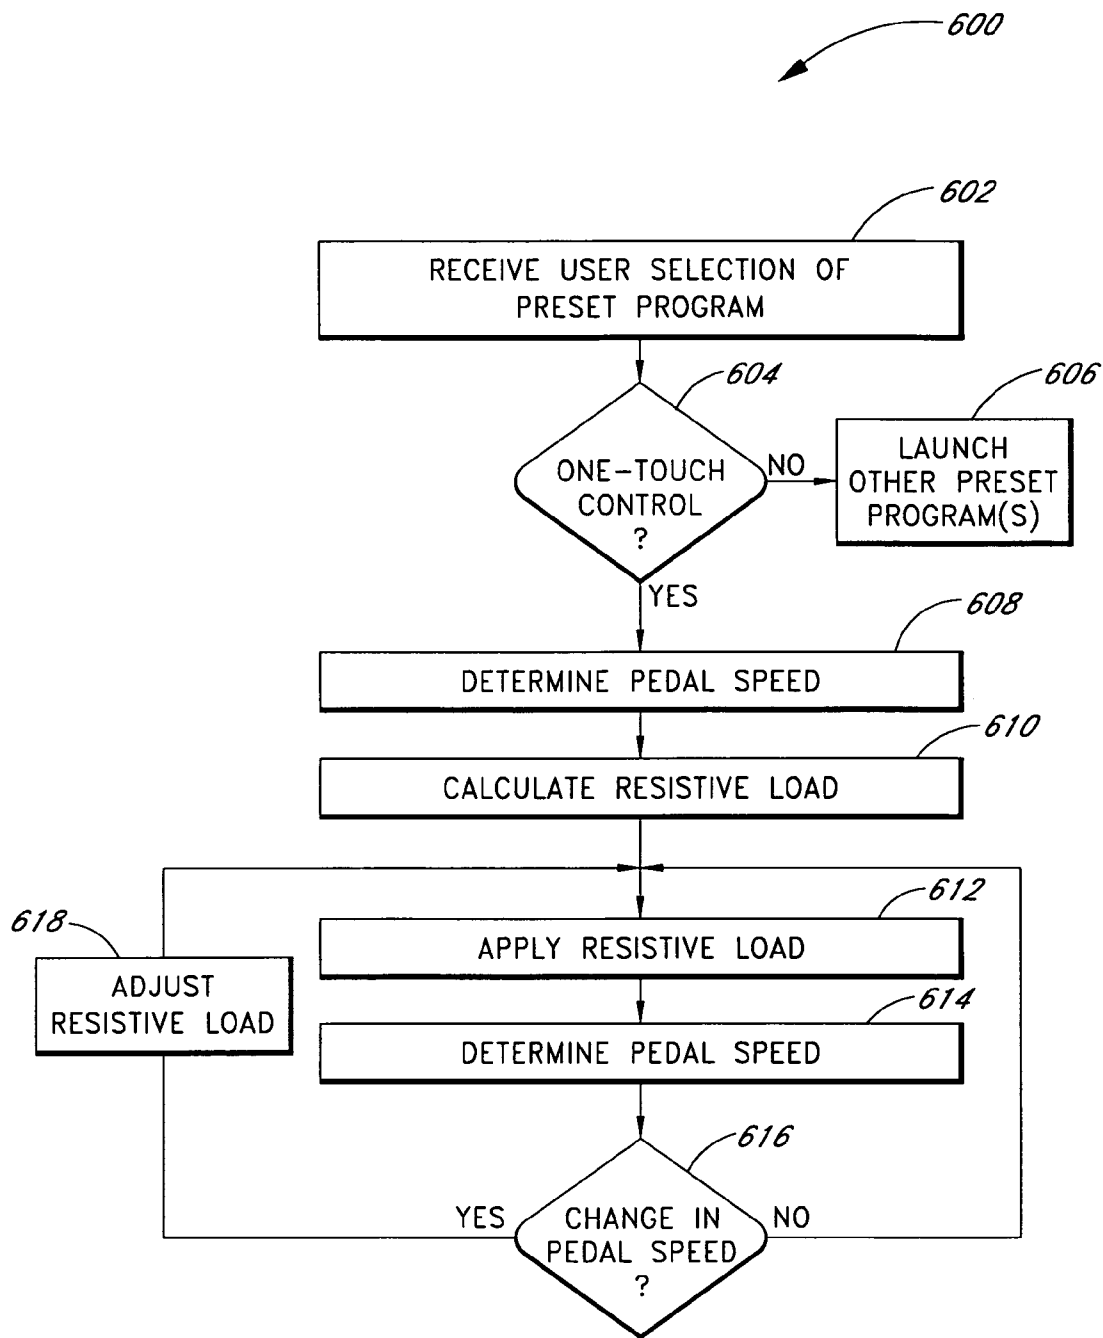 600
602
RECEIVE USER SELECTION OF
PRESET PROGRAM
604
606
ONE-TOUCH
CONTROL
?
NO
LAUNCH
OTHER PRESET
PROGRAM(S)
YES
608
DETERMINE PEDAL SPEED
610
CALCULATE RESISTIVE LOAD
618
612
ADJUST
RESISTIVE LOAD
APPLY RESISTIVE LOAD
614
DETERMINE PEDAL SPEED
616
YES
CHANGE IN
PEDAL SPEED
?
NO